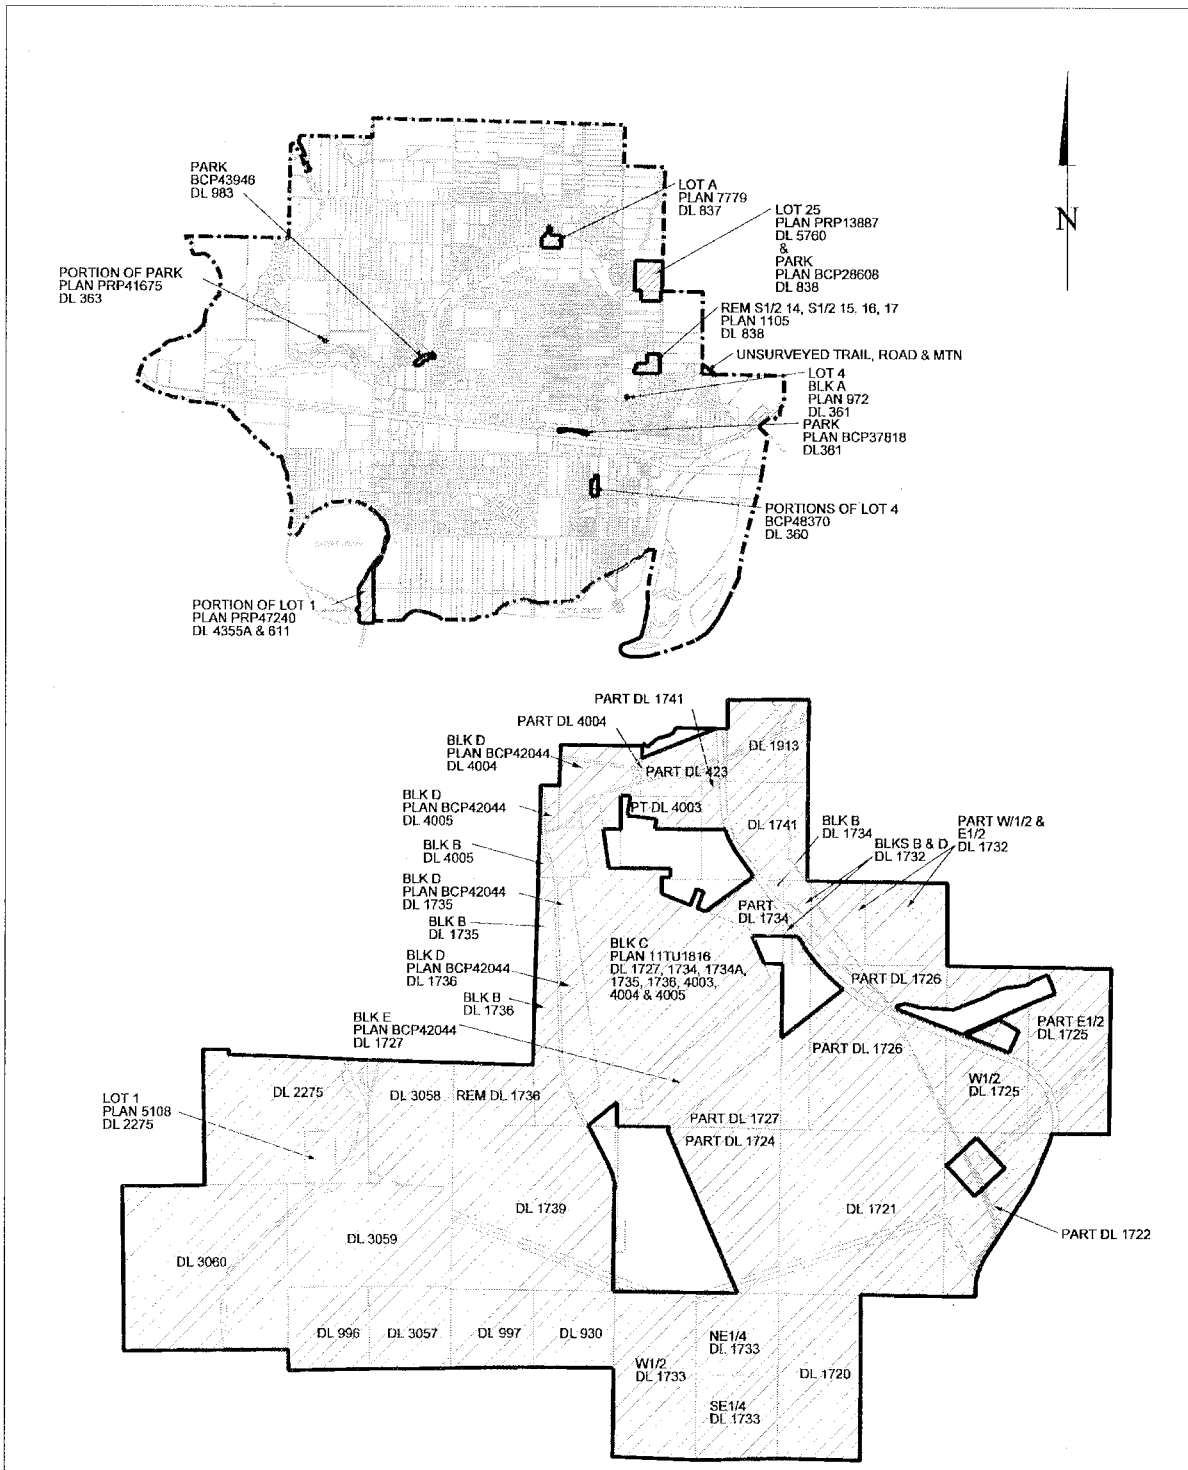 N
PARK
BCP43946
DL 983
LOT A
PLAN 7779
DL 837
LOT 25
PLAN PRP13887
DL 5760
&
PARK
PLAN BCP28608
DL 838
PORTION OF PARK
PLAN PRP41675
DL 363
REM S1/2 14, S1/2 15, 16, 17
PLAN 1105
DL 838
UNSURVEYED TRAIL, ROAD & MTN
LOT 4
BLK A
PLAN 972
DL 361
PARK
PLAN BCP37818
DL361
PORTIONS OF LOT 4
BCP48370
DL 360
PORTION OF LOT 1
PLAN PRP47240
DL 4355A & 611
PART DL 1741
PART DL 4004
BLK D
PLAN BCP42044
DL 4004
DL 1913
PART DL 423
BLK D
PLAN BCP42044
DL 4005
PT DL 4003
DL 1741
BLK B
DL 1734
PART W/1/2 &
E1/2
DL 1732
BLKS B & D
DL 1732
BLK B
DL 4005
BLK D
PLAN BCP42044
DL 1735
PART
DL 1734
BLK B
DL 1735
BLK C
PLAN 11TU1816
DL 1727, 1734, 1734A,
1735, 1736, 4003,
4004 & 4005
BLK D
PLAN BCP42044
DL 1736
PART DL 1726
BLK B
DL 1736
BLK E
PLAN BCP42044
DL 1727
PART E1/2
DL 1725
PART DL 1726
W1/2
DL 1725
LOT 1
PLAN 5108
DL 2275
DL 2275
DL 3058
REM DL 1736
PART DL 1727
PART DL 1724
DL 1739
DL 1721
PART DL 1722
DL 3060
DL 3059
DL 996
DL 3057
DL 997
DL 930
NE1/4
DL 1733
W1/2
DL 1733
DL 1720
SE1/4
DL 1733